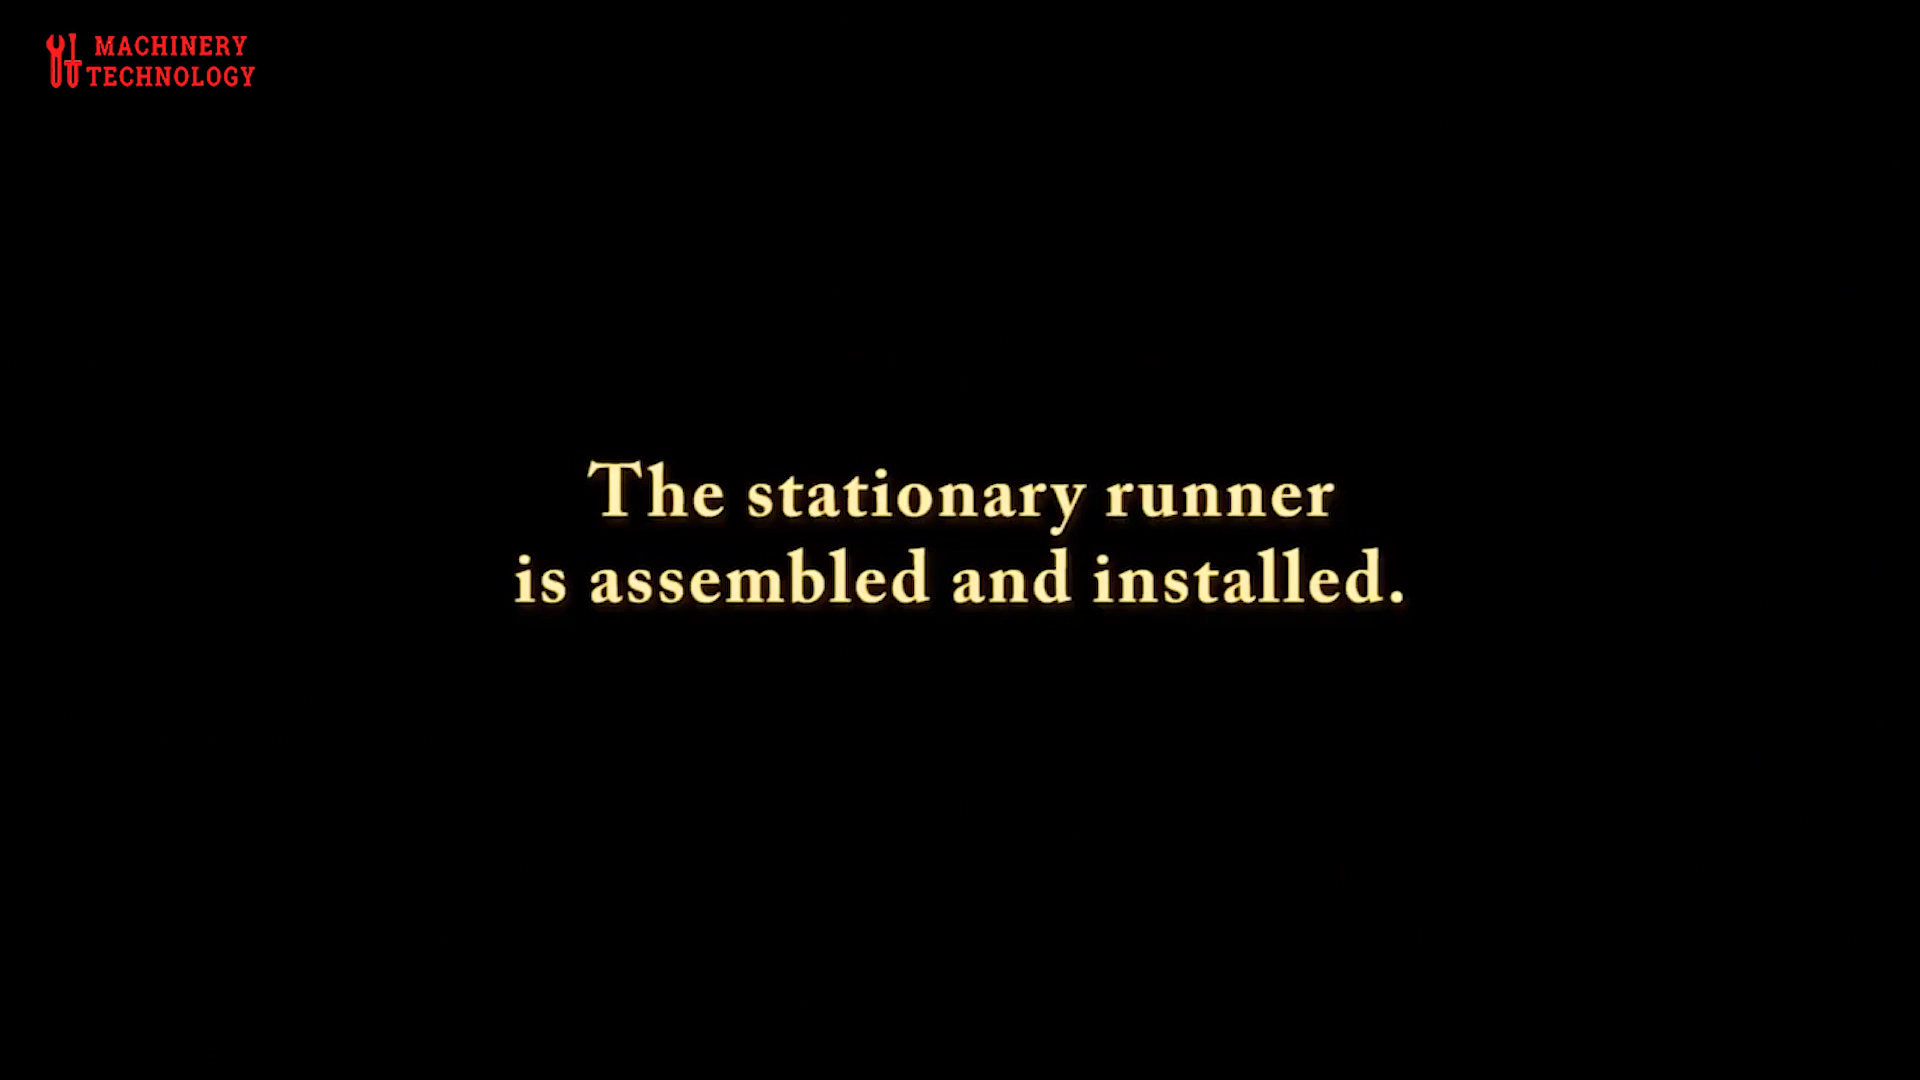 MACHINERY
TECHNOLOGY
The stationary runner
is assembled and installed.